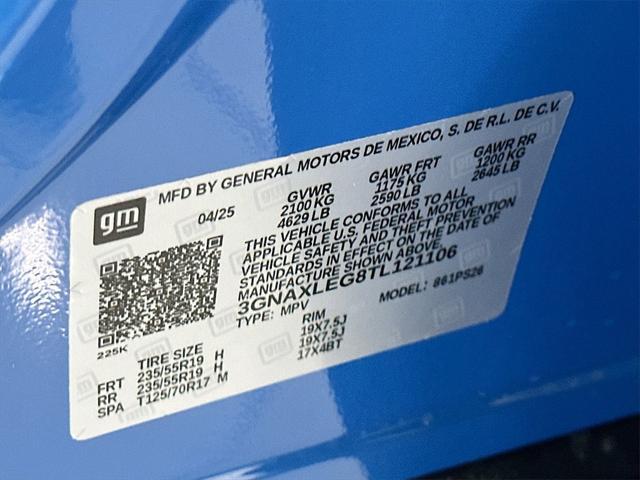 gm
MFD BY GENERAL MOTORS DE MEXICO, S. DE R.L. DE C.V.
04/25 GVWR GAWR FRT GAWR RR
2100 KG 1175 KG 1200 KG
4629 LB 2590 LB 2645 LB
THIS VEHICLE CONFORMS TO ALL
APPLICABLE U.S. FEDERAL MOTOR
VEHICLE SAFETY AND THEFT PREVENTION
STANDARDS IN EFFECT ON THE DATE OF
MANUFACTURE SHOWN ABOVE.
3GNAXLEG8TL121106
TYPE: MPV MODEL: 861PS26
225K
TIRE SIZE RIM
FRT 235/55R19 H 19X7.5J
RR 235/55R19 H 19X7.5J
SPA T125/70R17 M 17X4BT